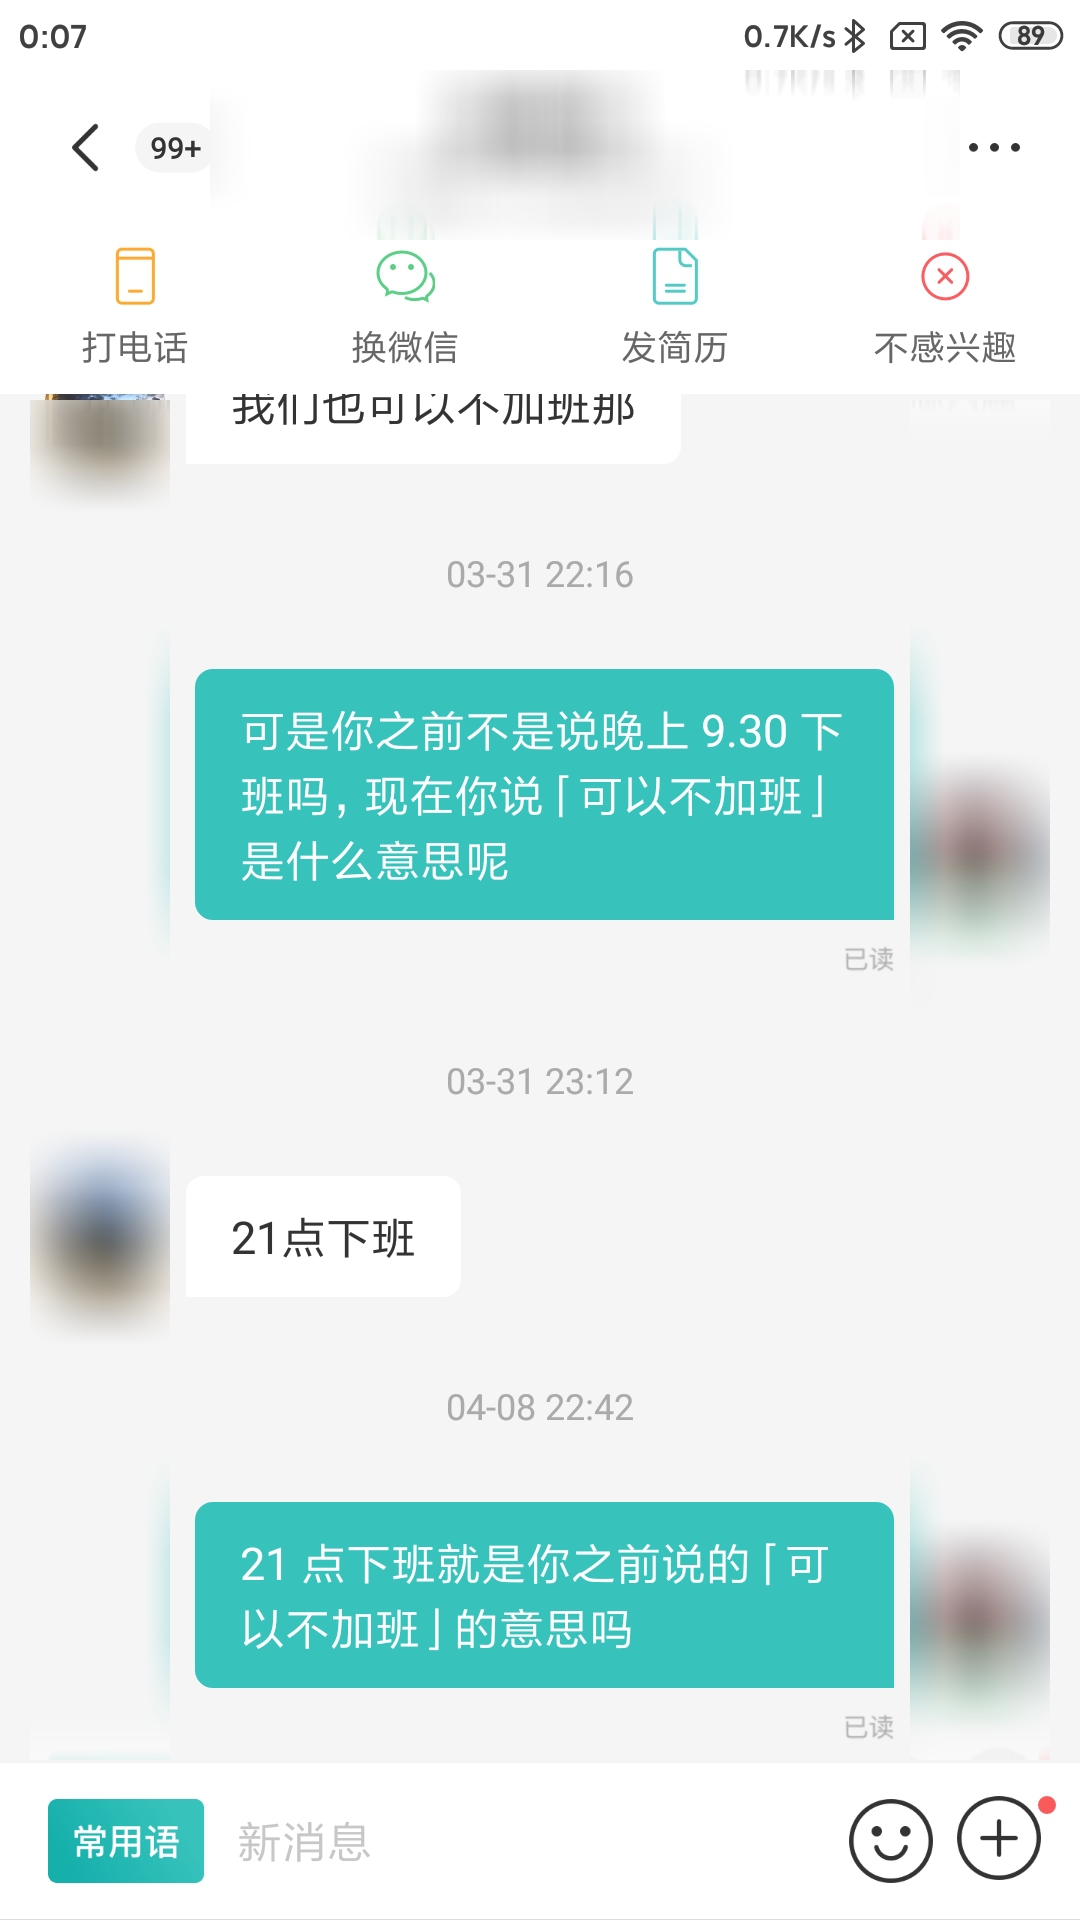 0:07
0.7K/s
89
99+
打电话
换微信
发简历
不感兴趣
我们也可以不加班那
03-31 22:16
可是你之前不是说晚上 9.30 下
班吗，现在你说「可以不加班」
是什么意思呢
已读
03-31 23:12
21点下班
04-08 22:42
21 点下班就是你之前说的「可
以不加班」的意思吗
已读
常用语
新消息